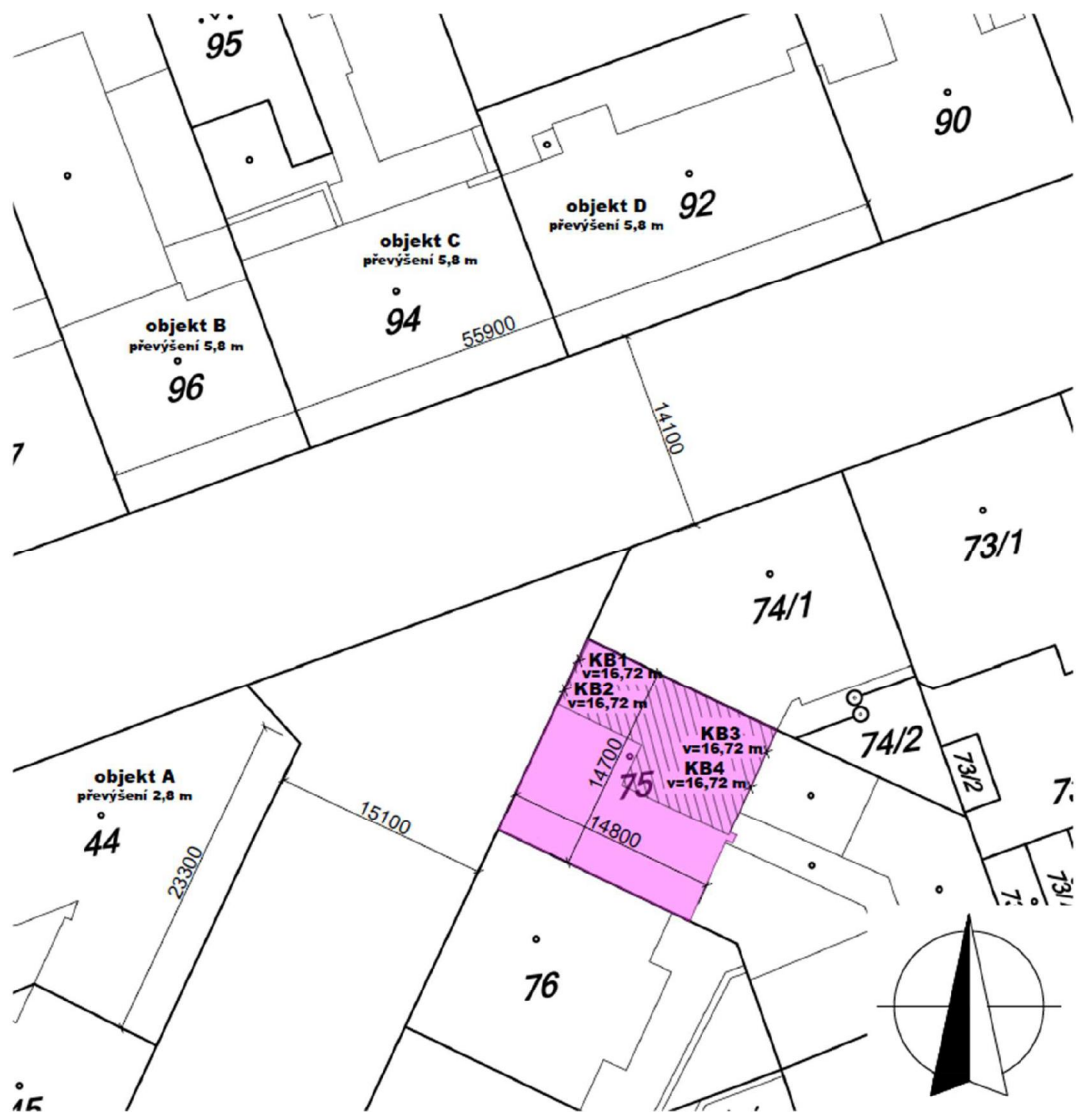 95
90
objekt D
převýšení 5,8 m
92
objekt C
převýšení 5,8 m
94
objekt B
převýšení 5,8 m
96
55900
14100
73/1
74/1
KB1
v=16,72 m
KB2
v=16,72 m
KB3
v=16,72 m
KB4
v=16,72 m
74/2
73/2
14700
75
objekt A
převýšení 2,8 m
44
15100
14800
23300
76
45